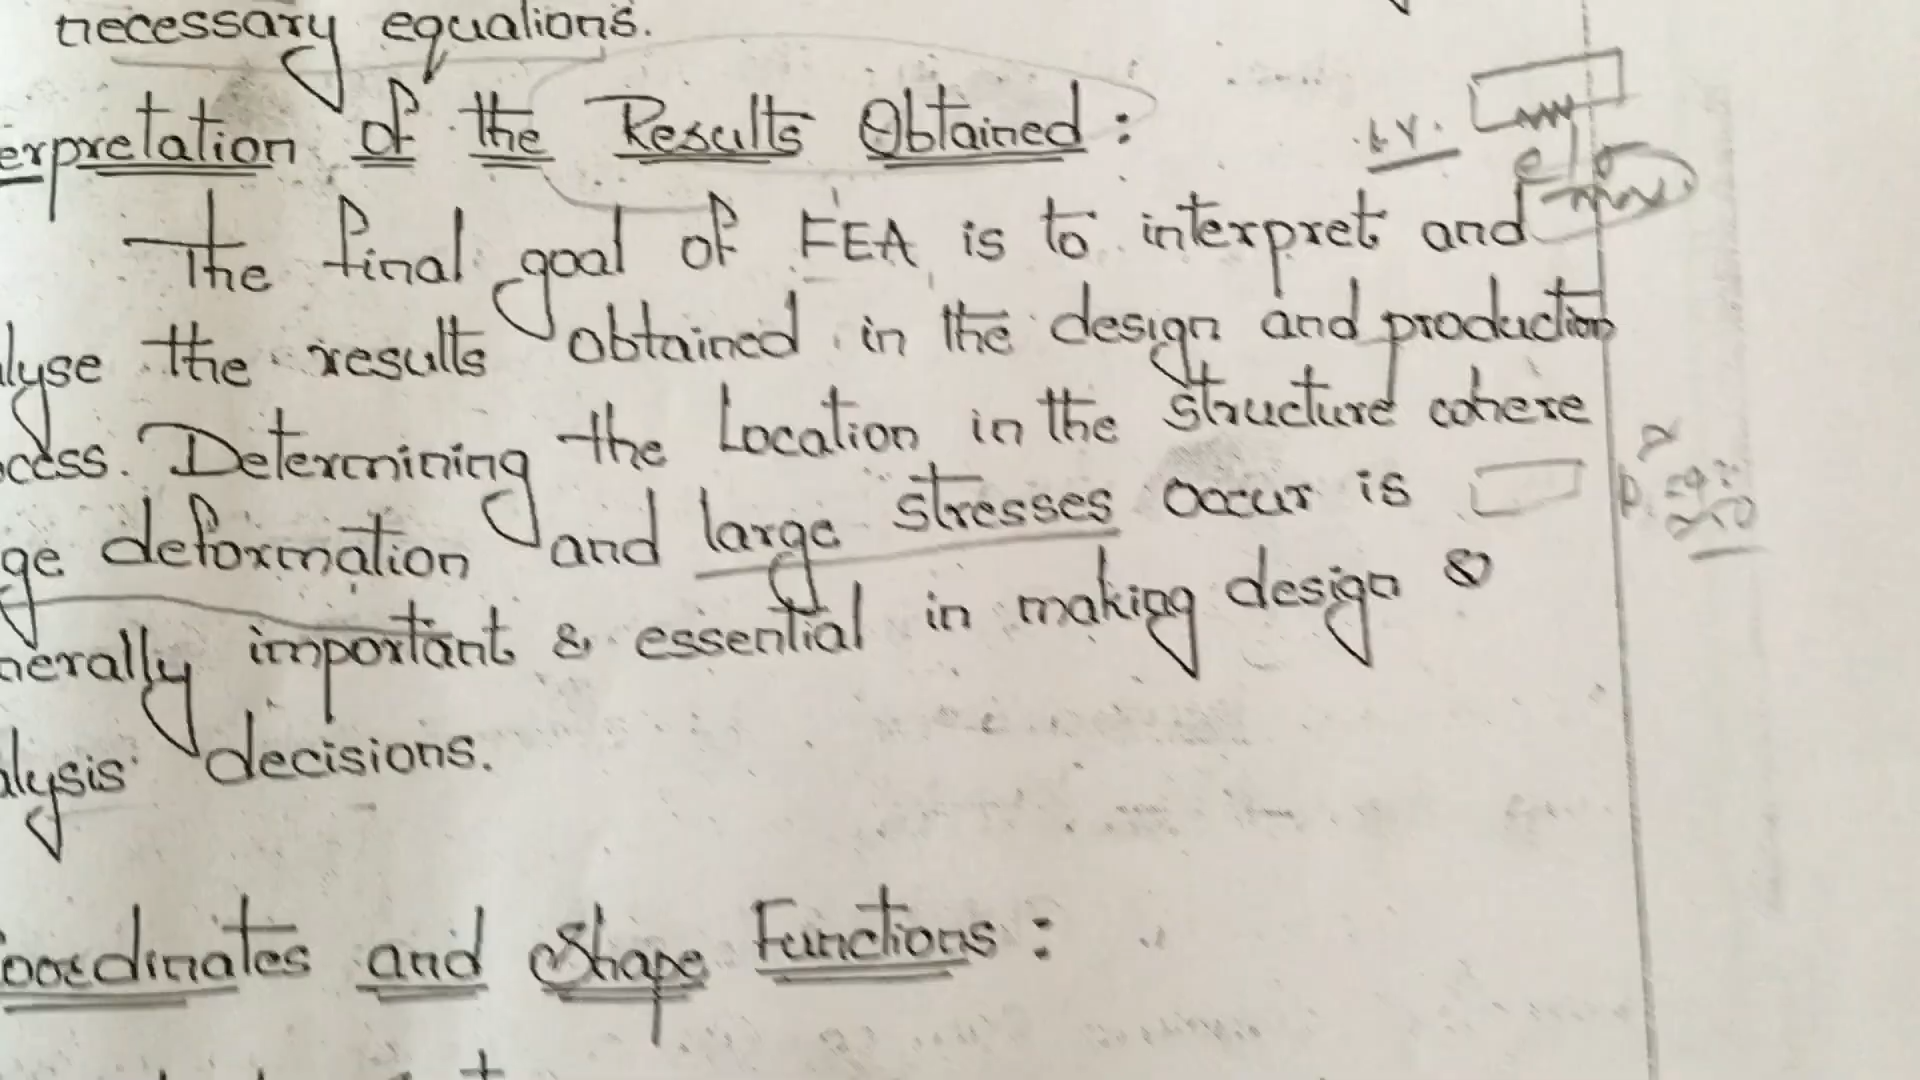 necessary equations.
erpretation of the Results Obtained :
The final goal of FEA is to interpret and
lyse the results obtained in the design and production
ocess. Determining the Location in the structure where
ge deformation and large stresses occur is
nerally important & essential in making design &
alysis decisions.
oordinates and Shape Functions :